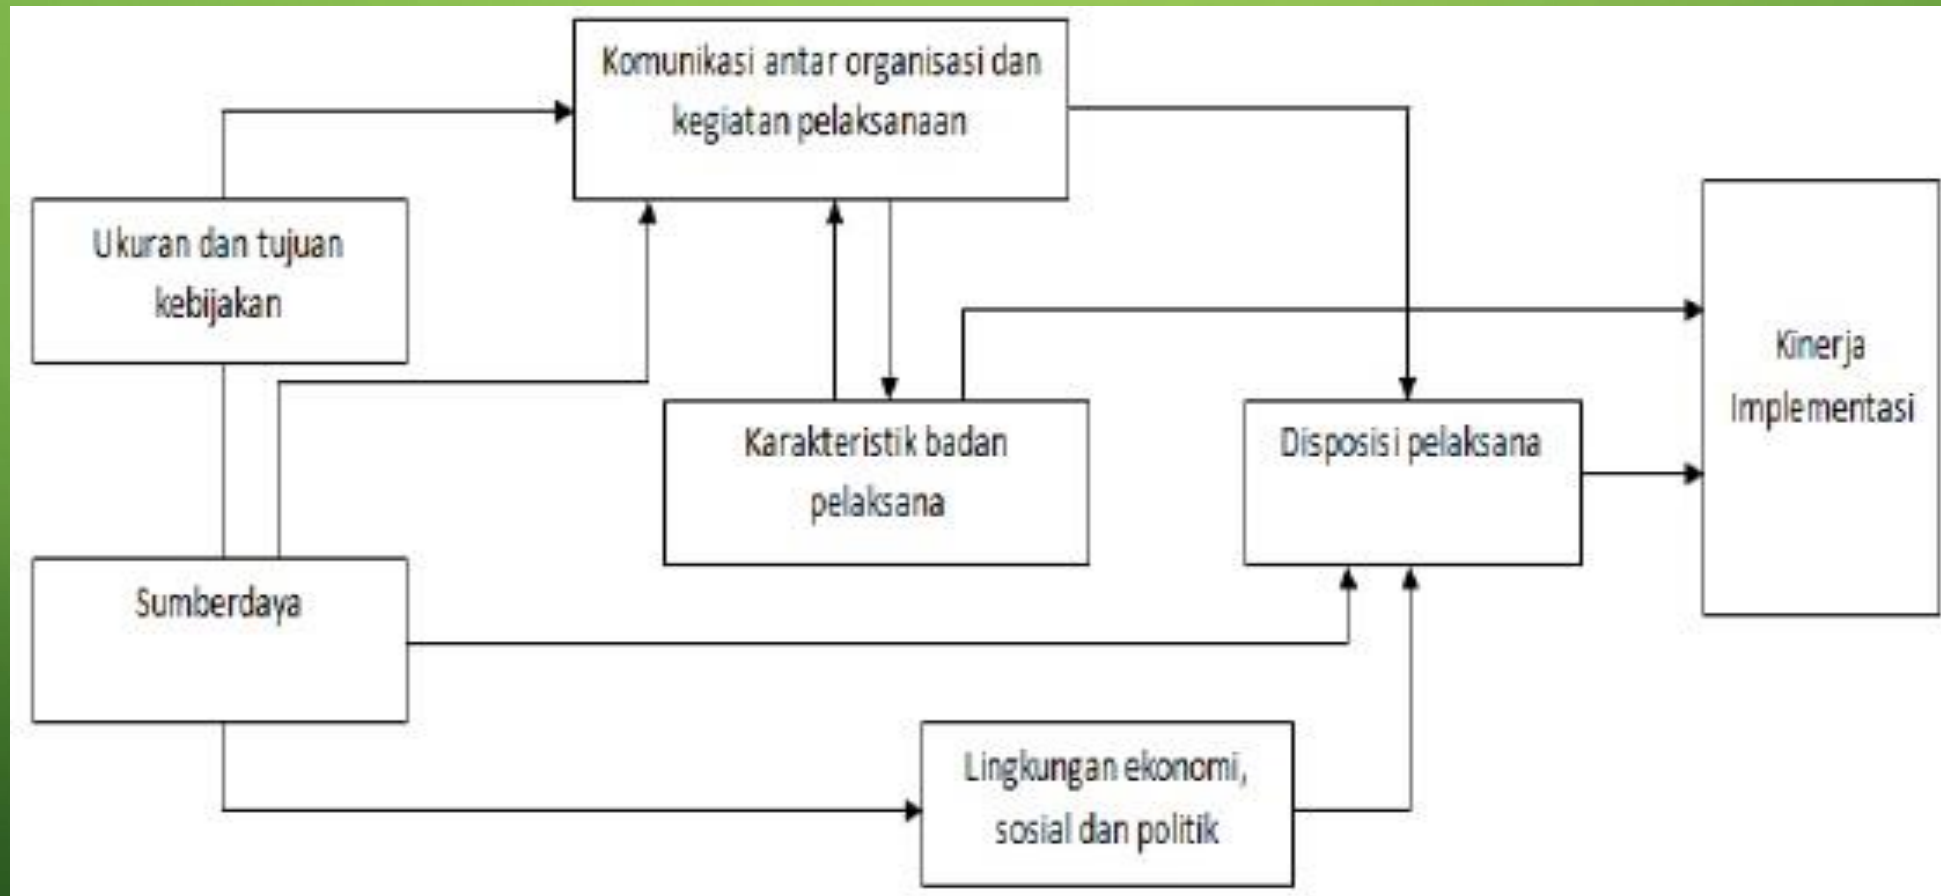 Komunikasi antar organisasi dan
kegiatan pelaksanaan
Ukuran dan tujuan
kebijakan
Kinerja
Implementasi
Karakteristik badan
pelaksana
Disposisi pelaksana
Sumberdaya
Lingkungan ekonomi,
sosial dan politik